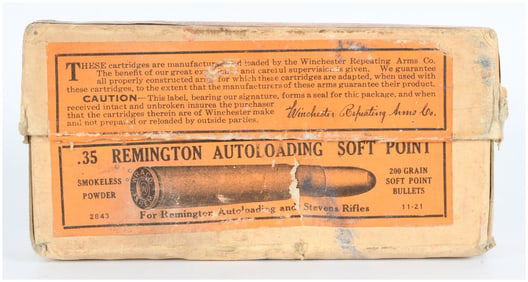 THESE cartridges are manufactured and loaded by the Winchester Repeating Arms Co.
The benefit of our great experience and careful supervision is given. We guarantee
all properly constructed arms for which these cartridges are adapted, when used with
these cartridges, to the extent that the manufacturers of these arms guarantee their product.
CAUTION—This label, bearing our signature, forms a seal for this package, and when
received intact and unbroken insures the purchaser
that the cartridges therein are of Winchester make
and not prepared or reloaded by outside parties.
Winchester Repeating Arms Co.
.35 REMINGTON AUTOLOADING SOFT POINT
SMOKELESS
POWDER
2843
200 GRAIN
SOFT POINT
BULLETS
11-21
For Remington Autoloading and Stevens Rifles